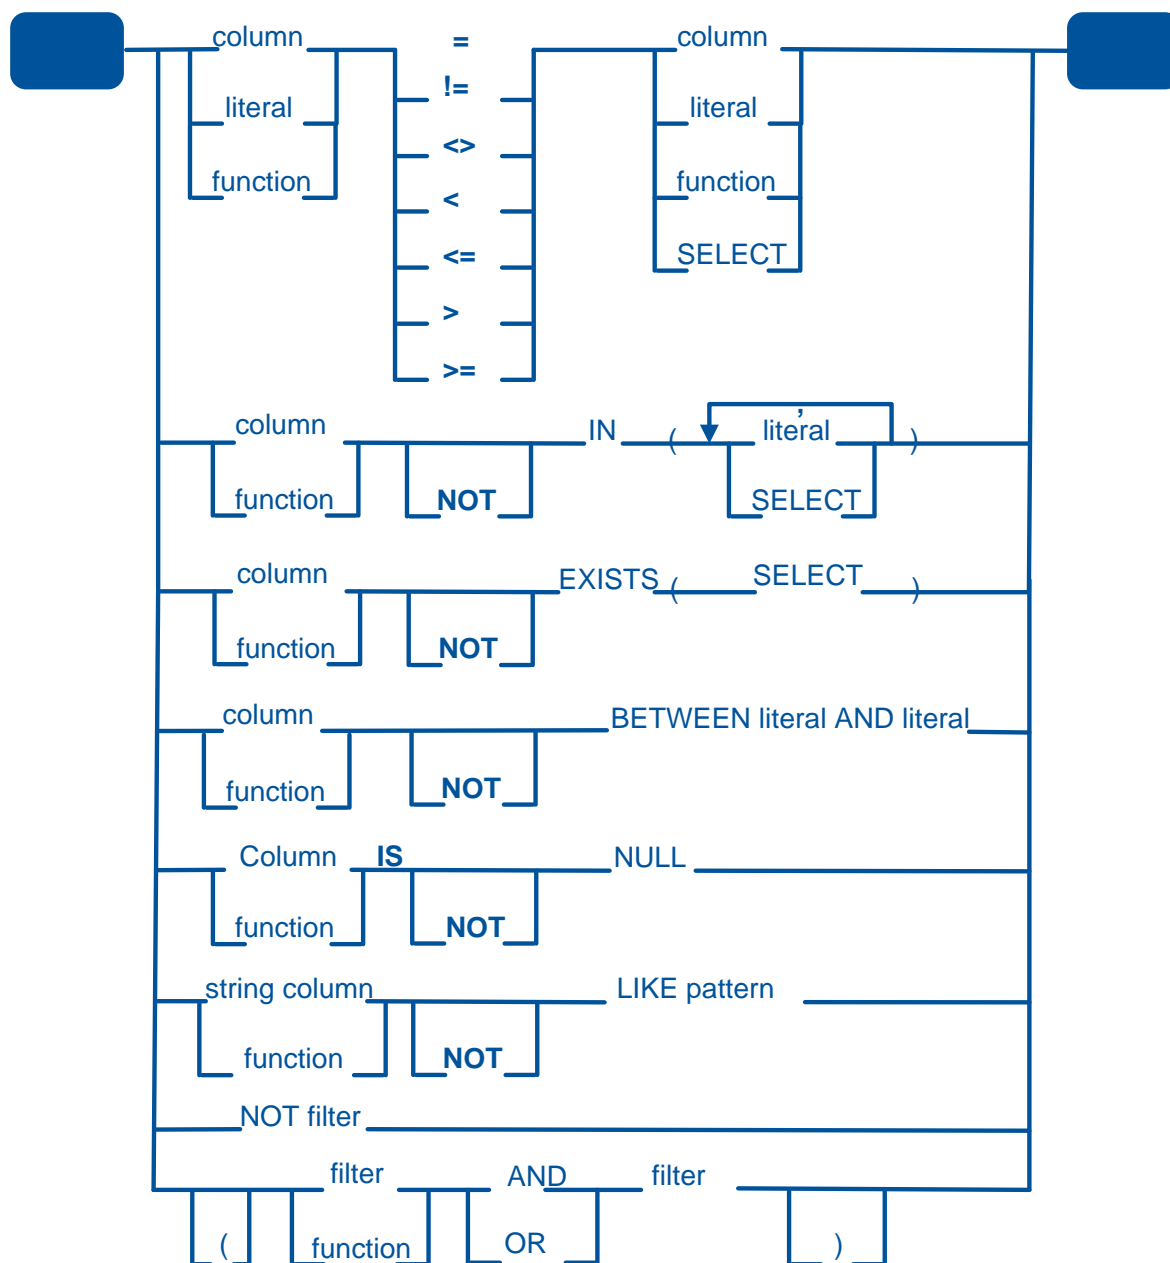 column = column
!=
literal literal
<>
function < function
<= SELECT
>
>=
column IN ( , literal )
function NOT SELECT
column EXISTS ( SELECT )
function NOT
column BETWEEN literal AND literal
function NOT
Column IS NULL
function NOT
string column LIKE pattern
function NOT
NOT filter
filter AND filter
( function OR )